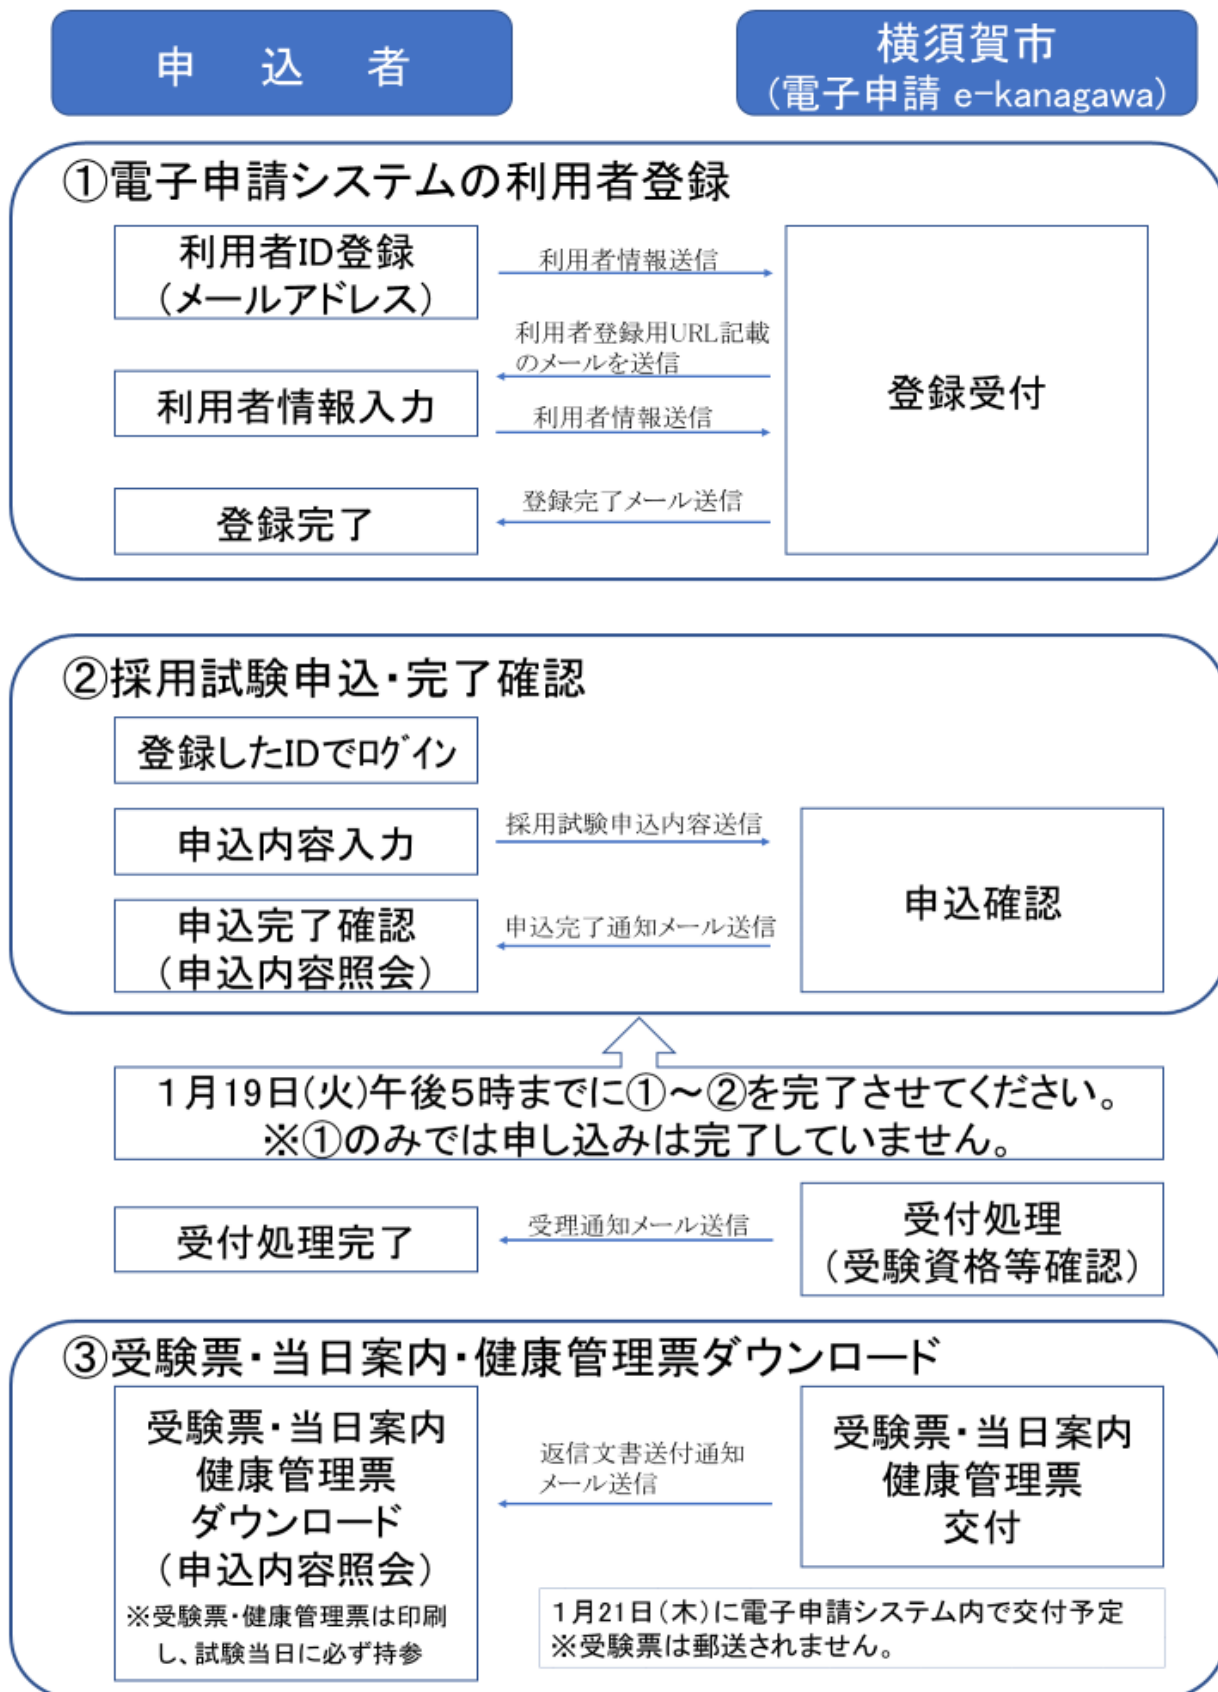 申　込　者
横須賀市
(電子申請 e-kanagawa)
①電子申請システムの利用者登録
利用者ID登録
(メールアドレス)
利用者情報送信
利用者登録用URL記載
のメールを送信
利用者情報入力
利用者情報送信
登録受付
登録完了メール送信
登録完了
②採用試験申込・完了確認
登録したIDでログイン
申込内容入力
採用試験申込内容送信
申込確認
申込完了確認
(申込内容照会)
申込完了通知メール送信
1月19日(火)午後5時までに①～②を完了させてください。
※①のみでは申し込みは完了していません。
受付処理完了
受理通知メール送信
受付処理
(受験資格等確認)
③受験票・当日案内・健康管理票ダウンロード
受験票・当日案内
健康管理票
ダウンロード
(申込内容照会)
※受験票・健康管理票は印刷
し、試験当日に必ず持参
返信文書送付通知
メール送信
受験票・当日案内
健康管理票
交付
1月21日(木)に電子申請システム内で交付予定
※受験票は郵送されません。